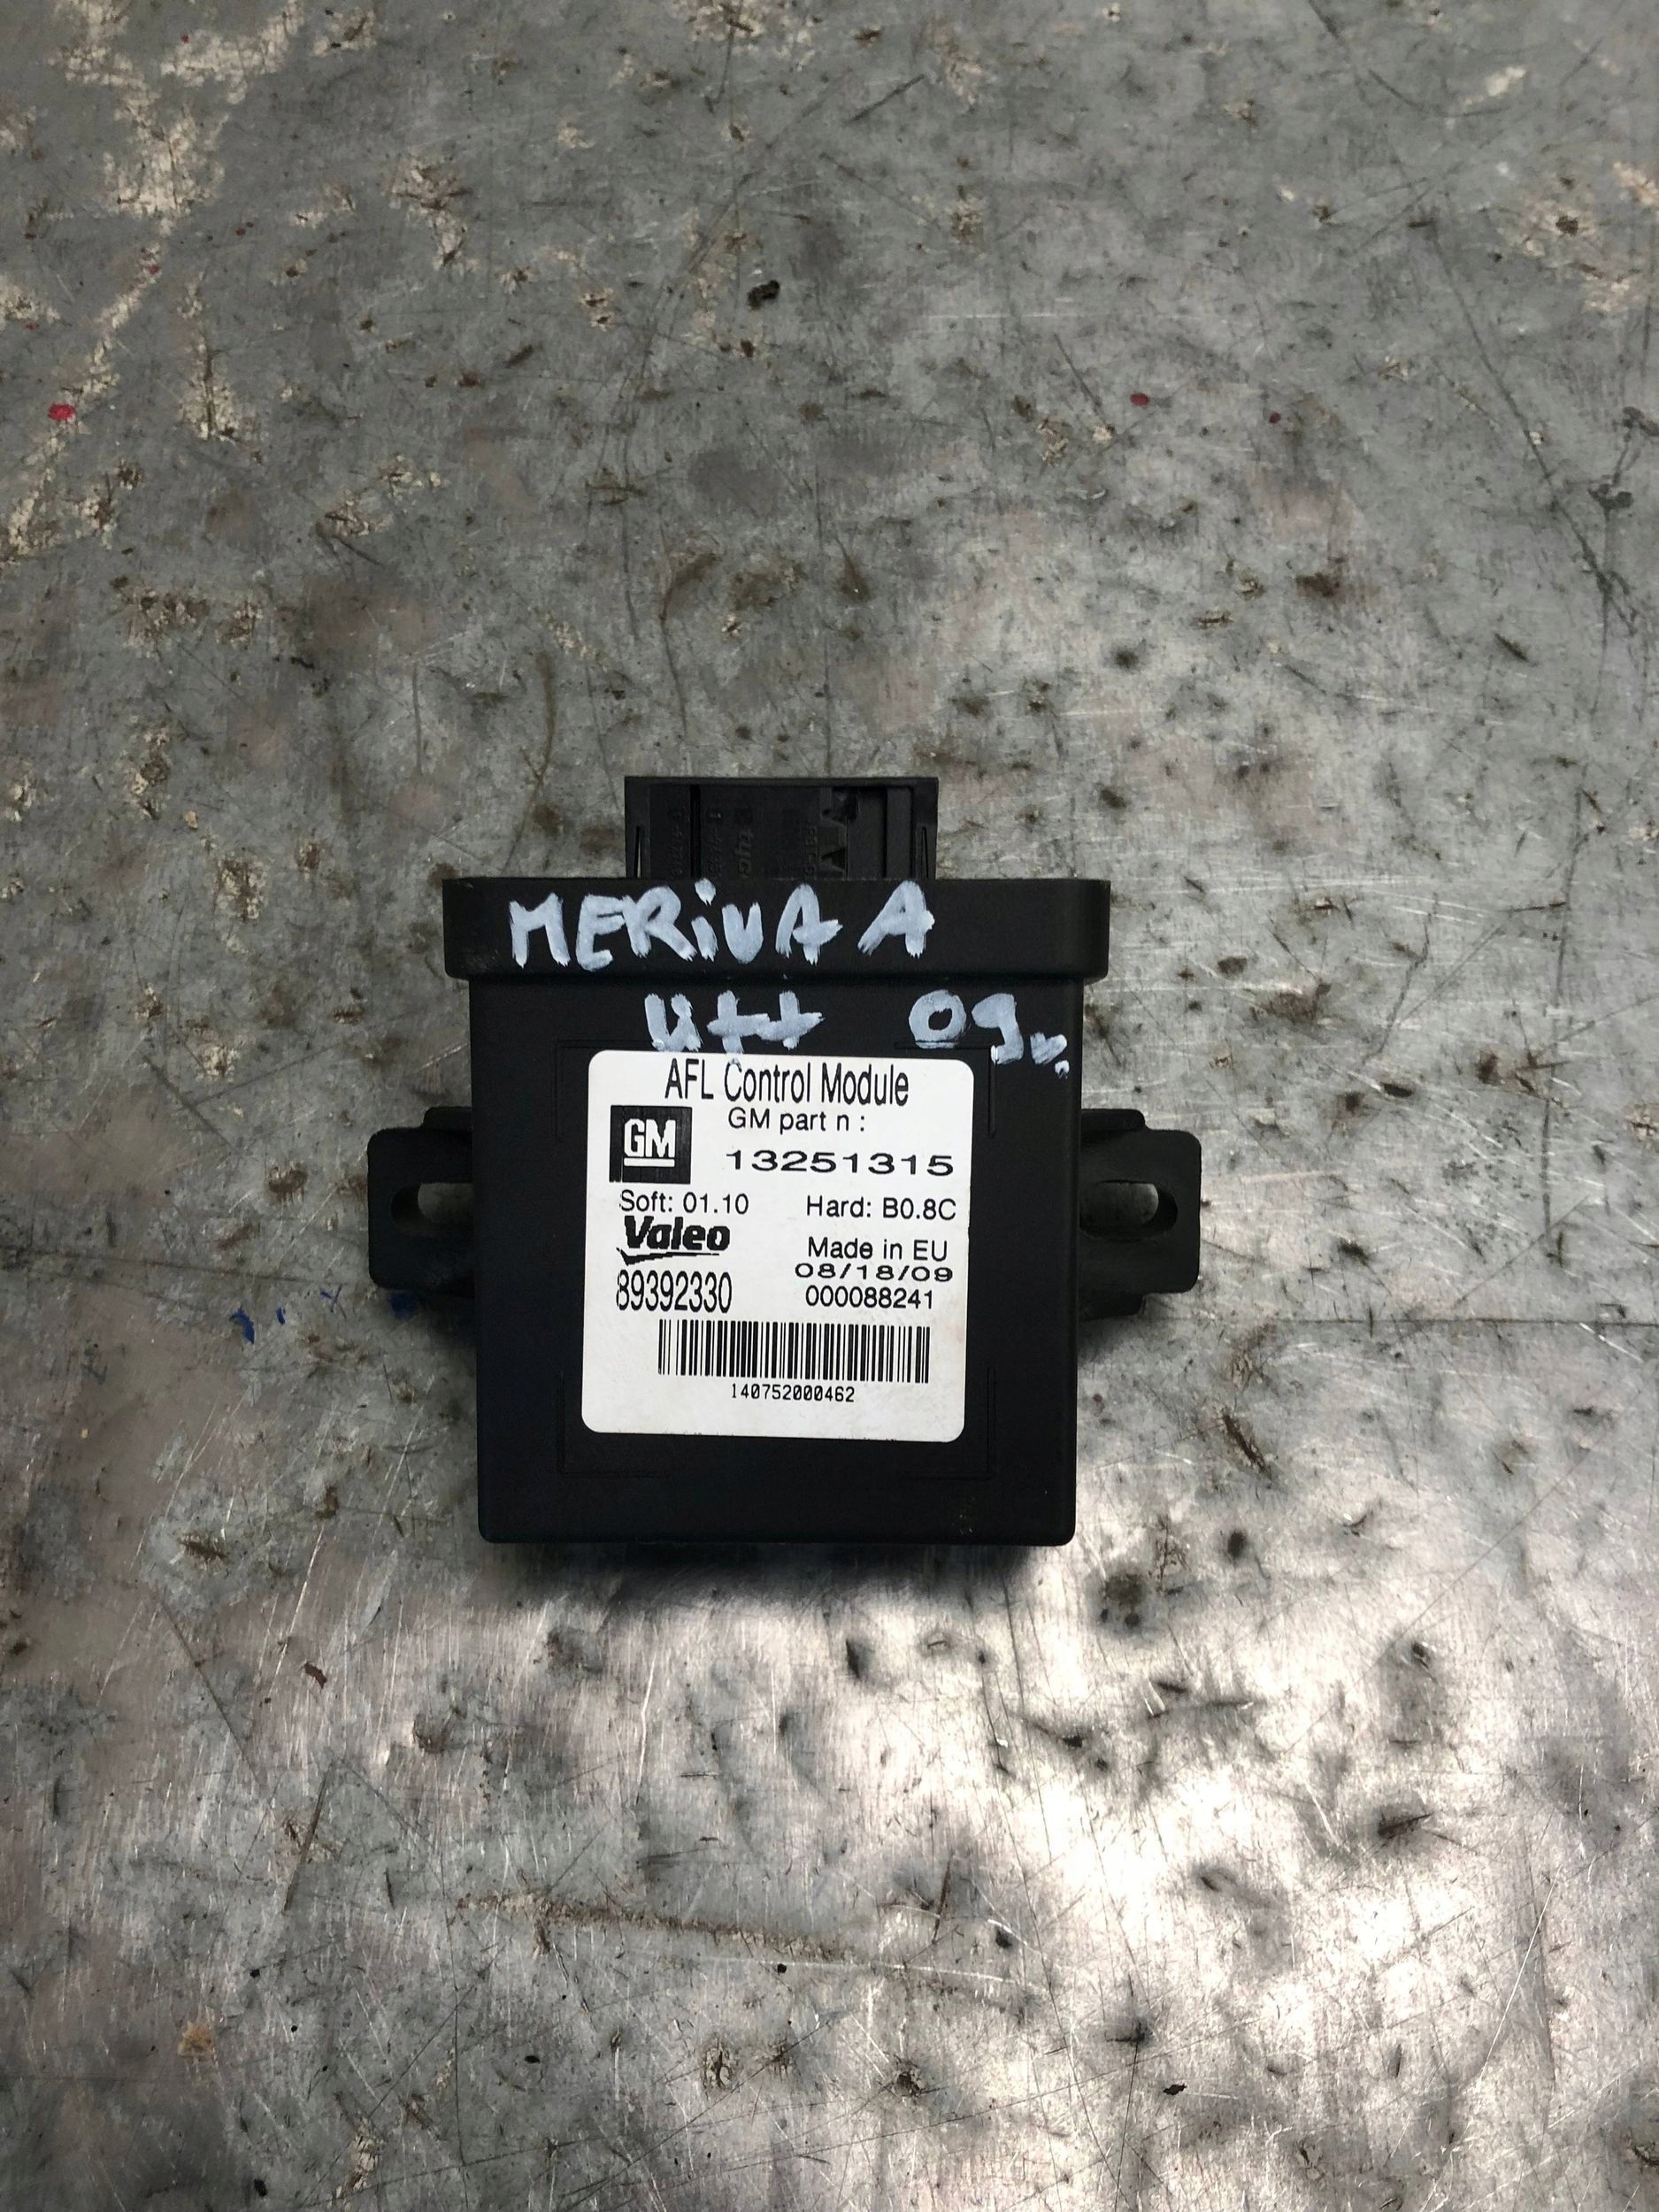 MERiVA A
U++ 09r.
AFL Control Module
GM
GM part n :
13251315
Soft: 01.10 Hard: B0.8C
Valeo
Made in EU
08/18/09
89392330 000088241
140752000462